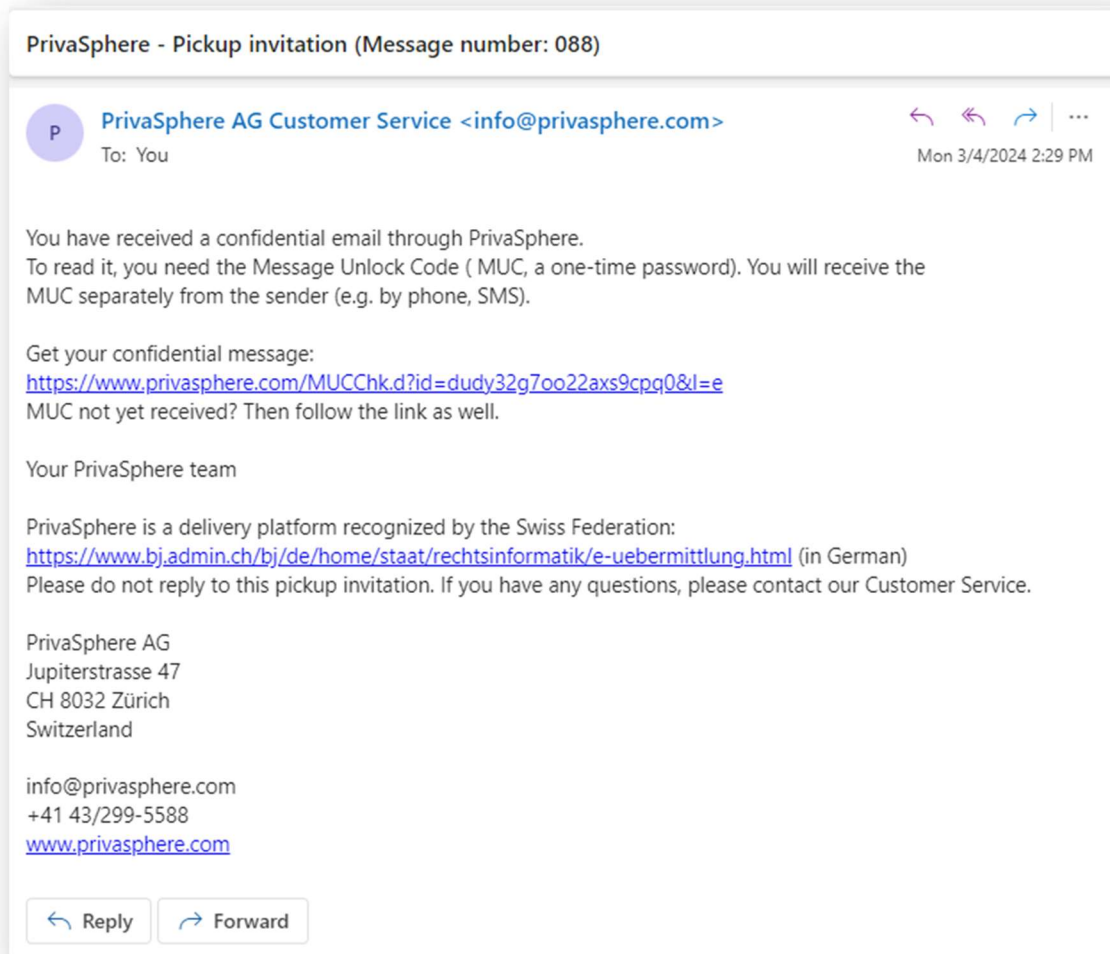 PrivaSphere - Pickup invitation (Message number: 088)
P
PrivaSphere AG Customer Service <info@privasphere.com>
To: You
Mon 3/4/2024 2:29 PM
You have received a confidential email through PrivaSphere.
To read it, you need the Message Unlock Code ( MUC, a one-time password). You will receive the
MUC separately from the sender (e.g. by phone, SMS).
Get your confidential message:
https://www.privasphere.com/MUCChk.d?id=dudy32g7oo22axs9cpq0&l=e
MUC not yet received? Then follow the link as well.
Your PrivaSphere team
PrivaSphere is a delivery platform recognized by the Swiss Federation:
https://www.bj.admin.ch/bj/de/home/staat/rechtsinformatik/e-uebermittlung.html (in German)
Please do not reply to this pickup invitation. If you have any questions, please contact our Customer Service.
PrivaSphere AG
Jupiterstrasse 47
CH 8032 Zürich
Switzerland
info@privasphere.com
+41 43/299-5588
www.privasphere.com
Reply
Forward